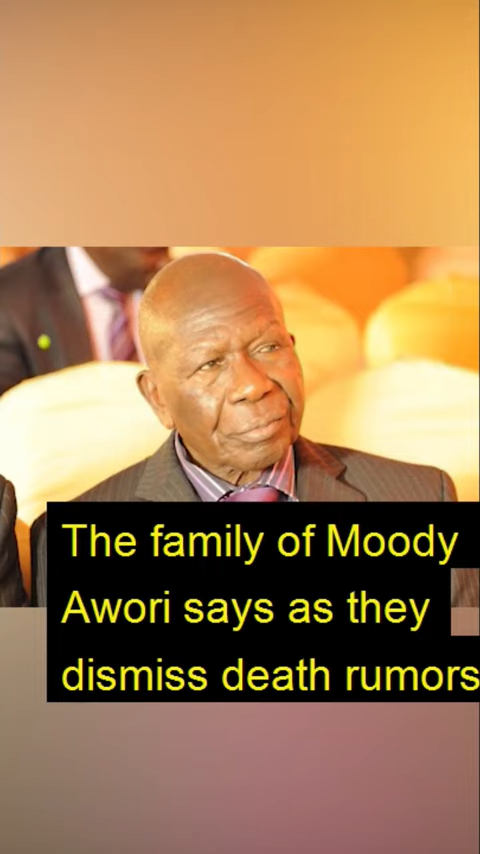 The family of Moody
Awori says as they
dismiss death rumors